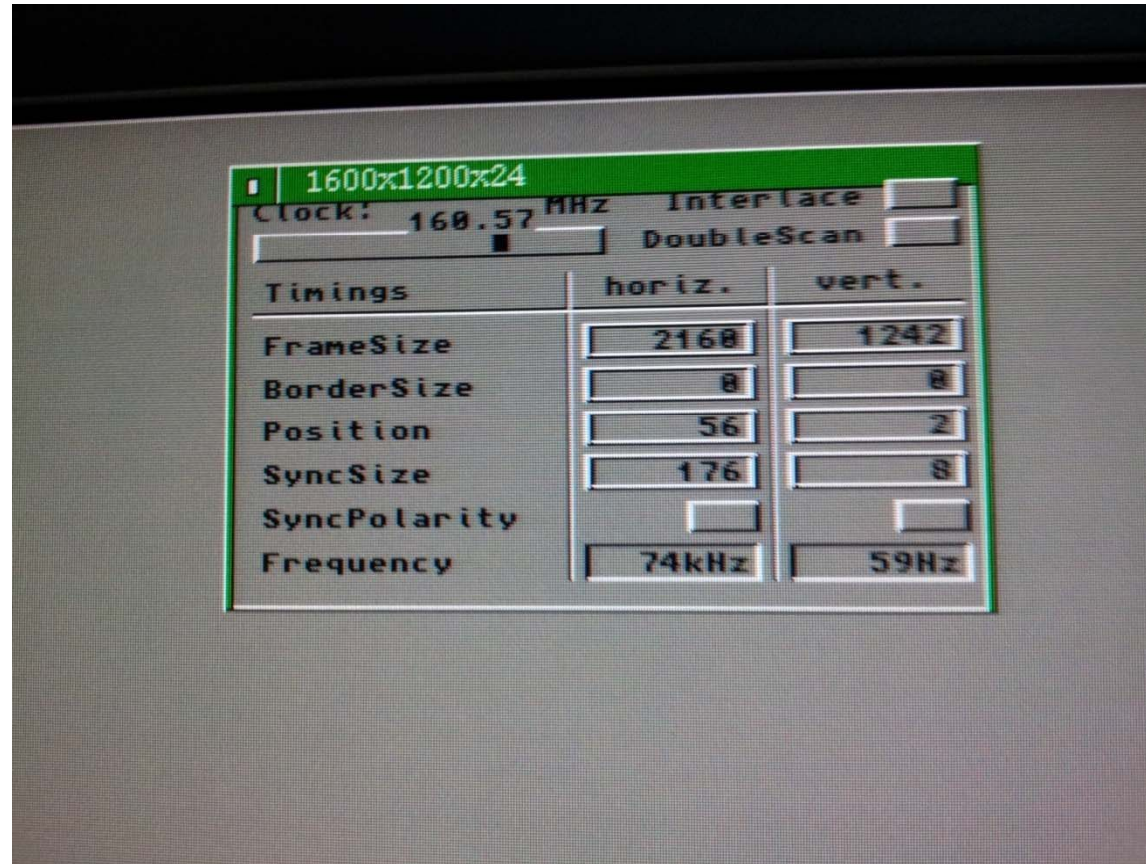 1600x1200x24
Clock: 160.57 MHz Interlace
DoubleScan
Timings horiz. vert.
FrameSize 2160 1242
BorderSize 0 0
Position 56 2
SyncSize 176 8
SyncPolarity
Frequency 74kHz 59Hz